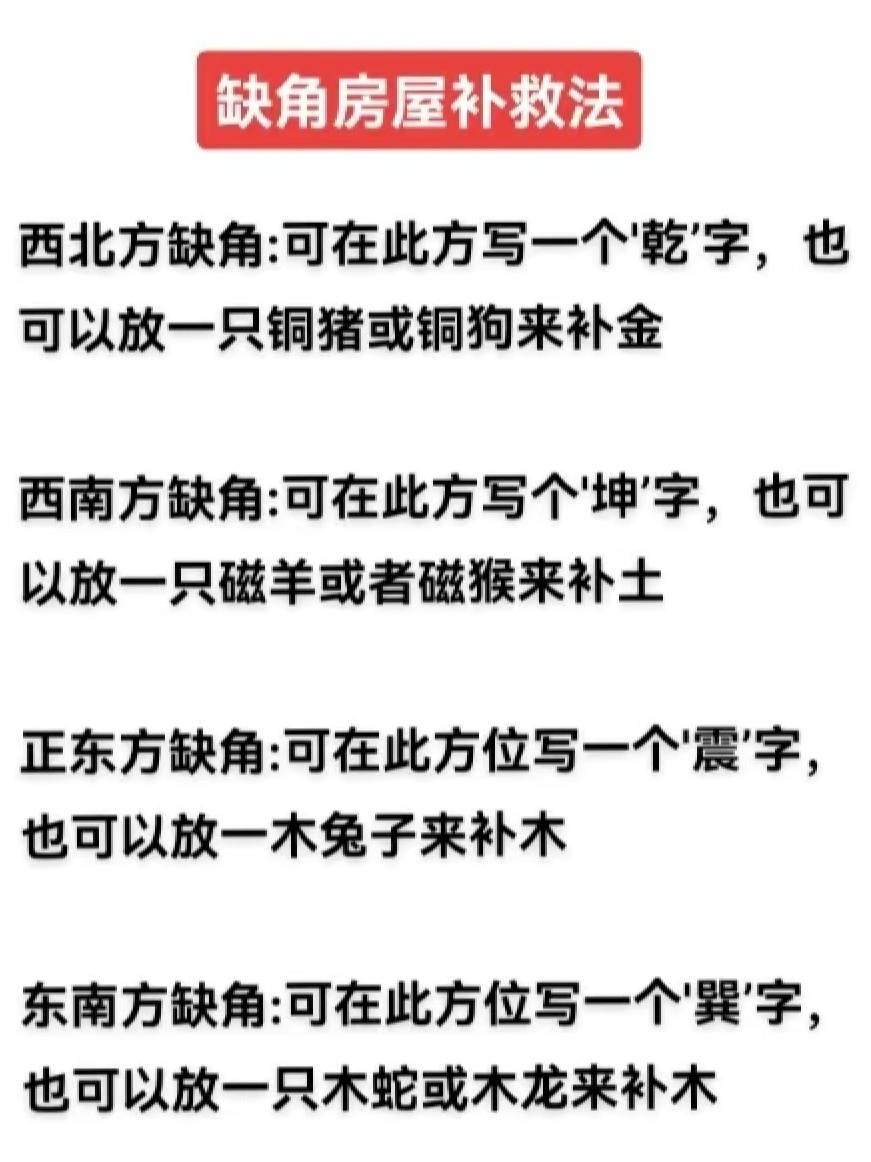 缺角房屋补救法
西北方缺角:可在此方写一个'乾'字，也
可以放一只铜猪或铜狗来补金
西南方缺角:可在此方写个'坤'字，也可
以放一只磁羊或者磁猴来补土
正东方缺角:可在此方位写一个'震'字，
也可以放一木兔子来补木
东南方缺角:可在此方位写一个'巽'字，
也可以放一只木蛇或木龙来补木